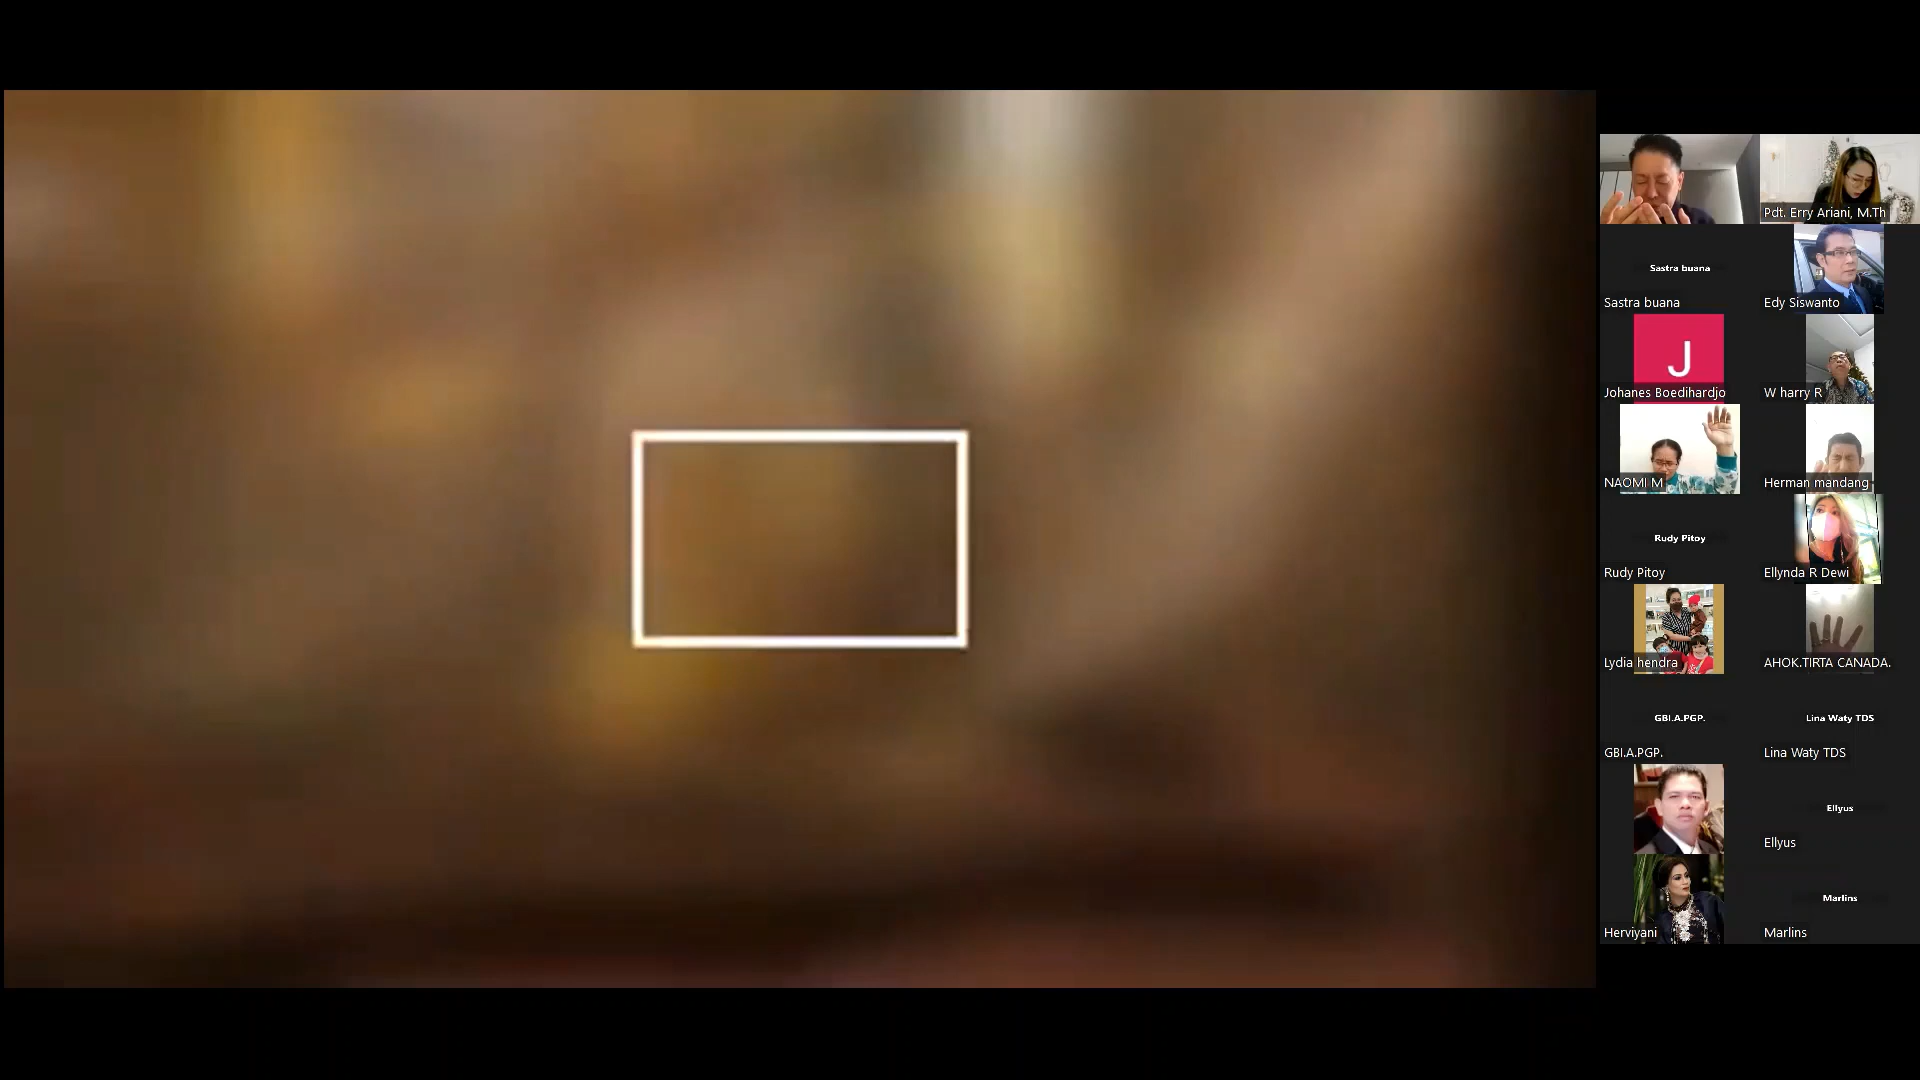 Pdt. Erry Ariani, M.Th
Sastra buana
Sastra buana
Edy Siswanto
J
Johanes Boedihardjo
W harry R
NAOMI M
Herman mandang
Rudy Pitoy
Rudy Pitoy
Ellynda R Dewi
Lydia hendra
AHOK.TIRTA CANADA.
GBI.A.PGP.
Lina Waty TDS
GBI.A.PGP.
Lina Waty TDS
Ellyus
Ellyus
Marlins
Herviyani
Marlins